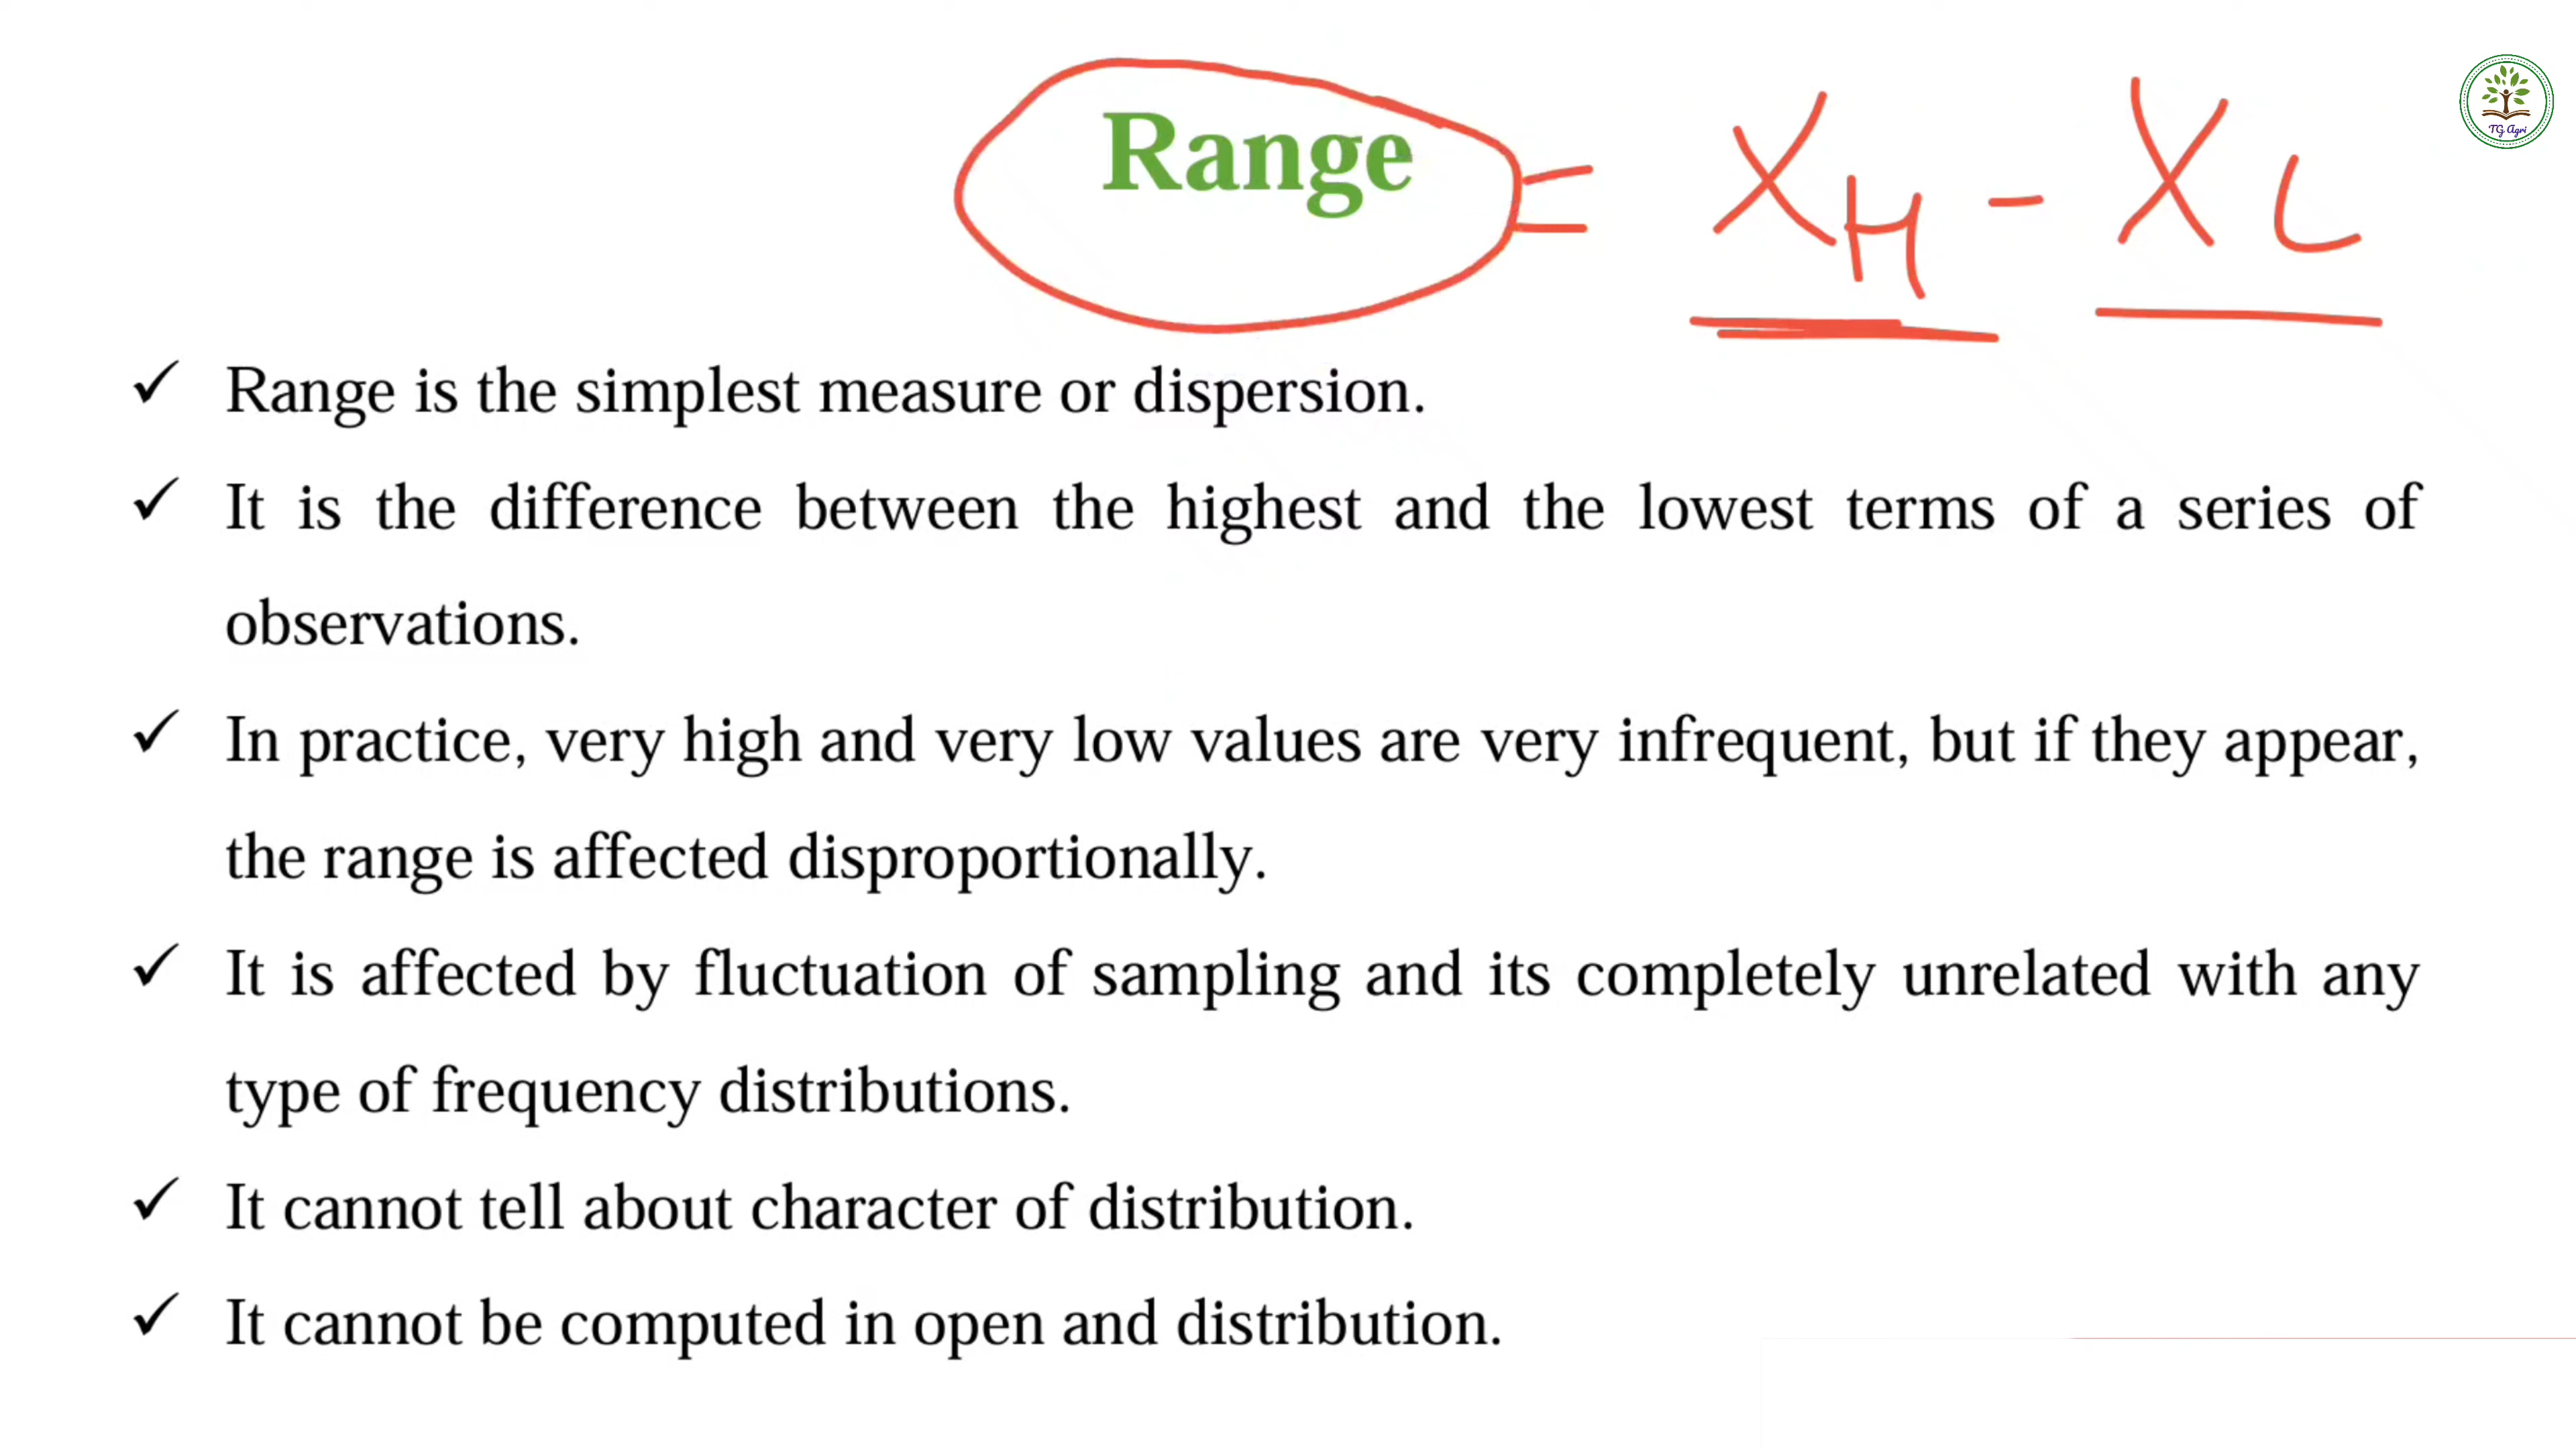 Range = XH - XL
TG Agri
✓ Range is the simplest measure or dispersion.
✓ It is the difference between the highest and the lowest terms of a series of
observations.
✓ In practice, very high and very low values are very infrequent, but if they appear,
the range is affected disproportionally.
✓ It is affected by fluctuation of sampling and its completely unrelated with any
type of frequency distributions.
✓ It cannot tell about character of distribution.
✓ It cannot be computed in open and distribution.